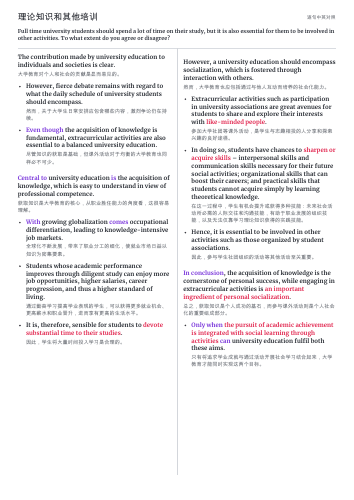 理论知识和其他培训
逐句中英对照
Full time university students should spend a lot of time on their study, but it is also essential for them to be involved in
other activities. To what extent do you agree or disagree?
The contribution made by university education to
individuals and societies is clear.
大学教育对个人和社会的贡献是显而易见的。
However, fierce debate remains with regard to
what the daily schedule of university students
should encompass.
然而，关于大学生日常安排应包含哪些内容，激烈争论仍在持
续。
Even though the acquisition of knowledge is
fundamental, extracurricular activities are also
essential to a balanced university education.
尽管知识的获取是基础，但课外活动对于均衡的大学教育也同
样必不可少。
Central to university education is the acquisition of
knowledge, which is easy to understand in view of
professional competence.
获取知识是大学教育的核心，从职业胜任能力的角度看，这很容易
理解。
With growing globalization comes occupational
differentiation, leading to knowledge-intensive
job markets.
全球化不断发展，带来了职业分工的细化，使就业市场日益以
知识为密集要素。
Students whose academic performance
improves through diligent study can enjoy more
job opportunities, higher salaries, career
progression, and thus a higher standard of
living.
通过勤奋学习提高学业表现的学生，可以获得更多就业机会、
更高薪水和职业晋升，进而享有更高的生活水平。
It is, therefore, sensible for students to devote
substantial time to their studies.
因此，学生将大量时间投入学习是合理的。
However, a university education should encompass
socialization, which is fostered through
interaction with others.
然而，大学教育也应包括通过与他人互动而培养的社会化能力。
Extracurricular activities such as participation
in university associations are great avenues for
students to share and explore their interests
with like-minded people.
参加大学社团等课外活动，是学生与志趣相投的人分享和探索
兴趣的良好途径。
In doing so, students have chances to sharpen or
acquire skills – interpersonal skills and
communication skills necessary for their future
social activities; organizational skills that can
boost their careers; and practical skills that
students cannot acquire simply by learning
theoretical knowledge.
在这一过程中，学生有机会提升或获得多种技能：未来社会活
动所必需的人际交往和沟通技能，有助于职业发展的组织技
能，以及无法仅靠学习理论知识获得的实践技能。
Hence, it is essential to be involved in other
activities such as those organized by student
associations.
因此，参与学生社团组织的活动等其他活动至关重要。
In conclusion, the acquisition of knowledge is the
cornerstone of personal success, while engaging in
extracurricular activities is an important
ingredient of personal socialization.
总之，获取知识是个人成功的基石，而参与课外活动则是个人社会
化的重要组成部分。
Only when the pursuit of academic achievement
is integrated with social learning through
activities can university education fulfil both
these aims.
只有将追求学业成就与通过活动开展社会学习结合起来，大学
教育才能同时实现这两个目标。